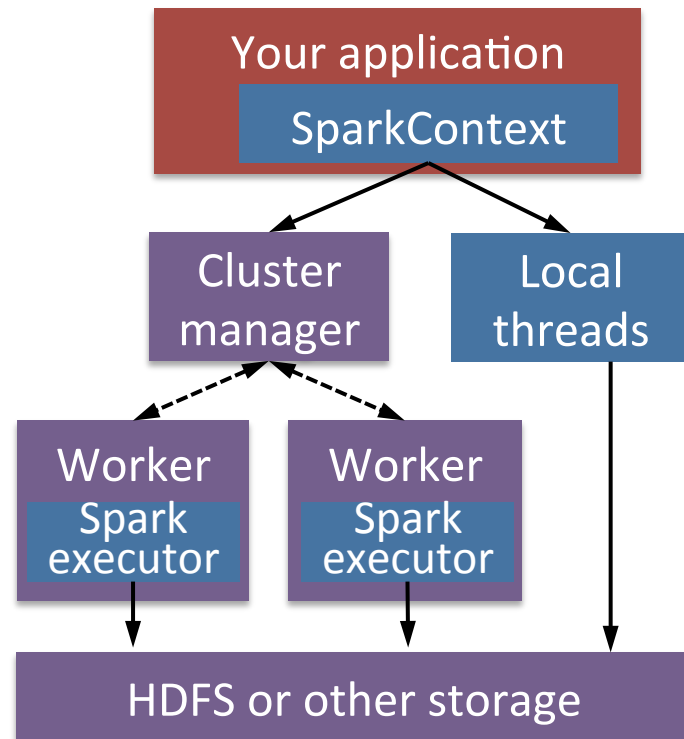 Your application
SparkContext
Cluster
manager
Local
threads
Worker
Spark
executor
Worker
Spark
executor
HDFS or other storage